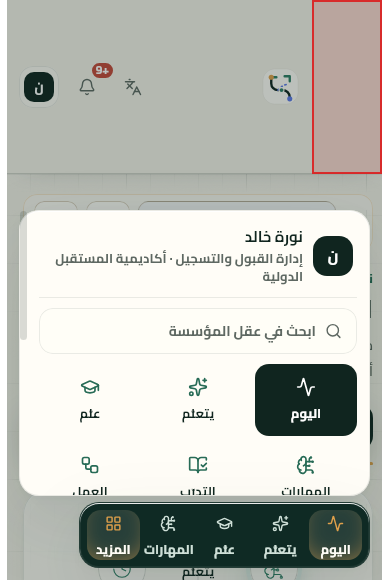 ن
9+
نورة خالد
ن
إدارة القبول والتسجيل · أكاديمية المستقبل
الدولية
ابحث في عقل المؤسسة
اليوم
يتعلم
علم
المهارات
التدرّب
العمل
اليوم
يتعلم
علم
المهارات
المزيد
يتعلم